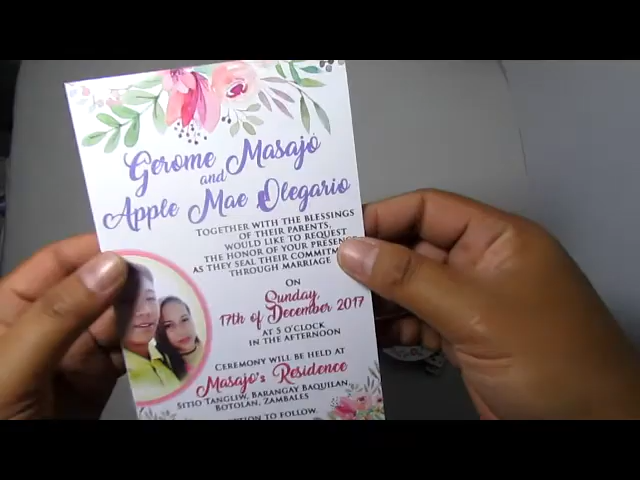 Gerome Masajo
and
Apple Mae Olegario
TOGETHER WITH THE BLESSINGS
OF THEIR PARENTS,
WOULD LIKE TO REQUEST
THE HONOR OF YOUR PRESENCE
AS THEY SEAL THEIR
THROUGH MARRIAGE
ON
Sunday,
17th of December 2017
AT 5 O'CLOCK
IN THE AFTERNOON
CEREMONY WILL BE HELD AT
Masajo's Residence
SITIO TANGLIW, BARANGAY BAQUILAN
BOTOLAN, ZAMBALES
TO FOLLOW.